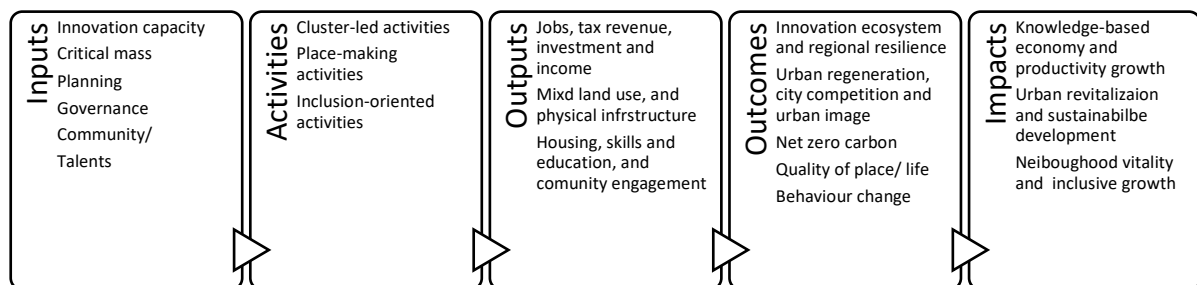 Inputs
Innovation capacity
Critical mass
Planning
Governance
Community/
Talents
Activities
Cluster-led activities
Place-making
activities
Inclusion-oriented
activities
Outputs
Jobs, tax revenue,
investment and
income
Mixd land use, and
physical infrstructure
Housing, skills and
education, and
comunity engagement
Outcomes
Innovation ecosystem
and regional resilience
Urban regeneration,
city competition and
urban image
Net zero carbon
Quality of place/ life
Behaviour change
Impacts
Knowledge-based
economy and
productivity growth
Urban revitalizaion
and sustainabilbe
development
Neiboughood vitality
and inclusive growth